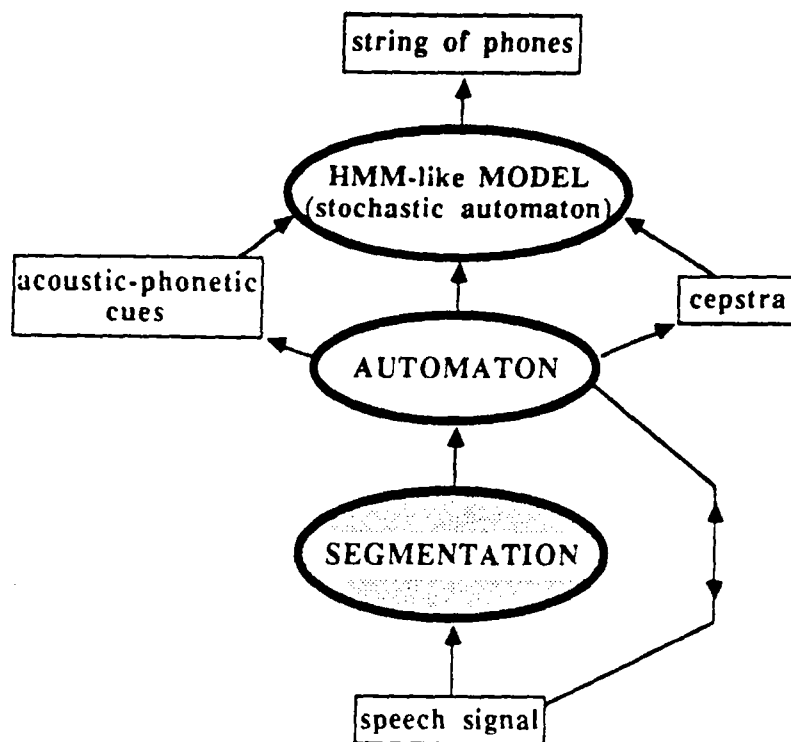 string of phones
HMM-like MODEL
(stochastic automaton)
acoustic-phonetic
cues
cepstra
AUTOMATON
SEGMENTATION
speech signal